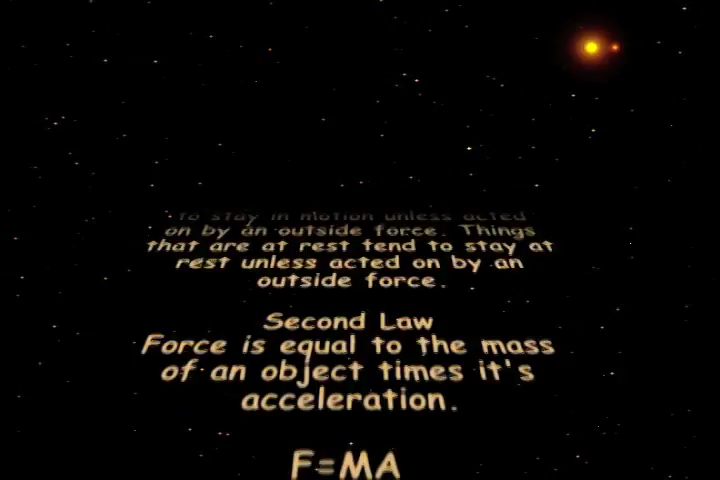 to stay in motion unless acted
on by an outside force. Things
that are at rest tend to stay at
rest unless acted on by an
outside force.
Second Law
Force is equal to the mass
of an object times it's
acceleration.
F=MA